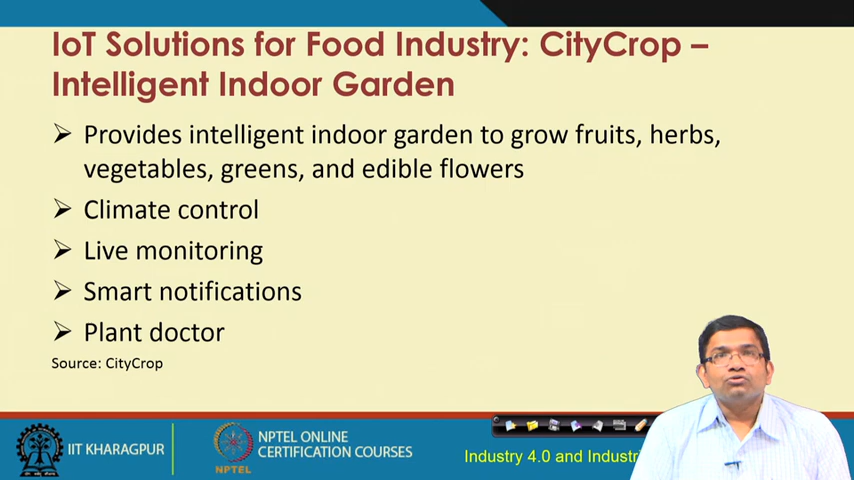 IoT Solutions for Food Industry: CityCrop –
Intelligent Indoor Garden
➢ Provides intelligent indoor garden to grow fruits, herbs,
vegetables, greens, and edible flowers
➢ Climate control
➢ Live monitoring
➢ Smart notifications
➢ Plant doctor
Source: CityCrop
IIT KHARAGPUR
NPTEL
NPTEL ONLINE
CERTIFICATION COURSES
Industry 4.0 and Industri